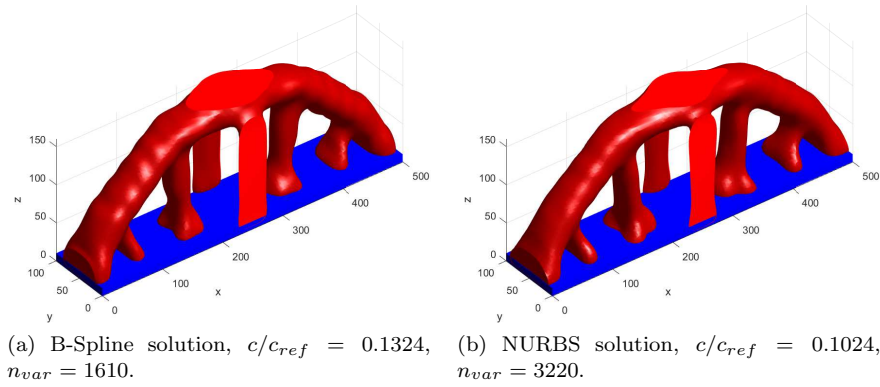 150
100
z
50
0
100
50
y
0
0
100
200
x
300
400
500
150
100
z
50
0
100
50
y
0
0
100
200
x
300
400
500
(a) B-Spline solution, c/c_ref = 0.1324,
n_var = 1610.
(b) NURBS solution, c/c_ref = 0.1024,
n_var = 3220.